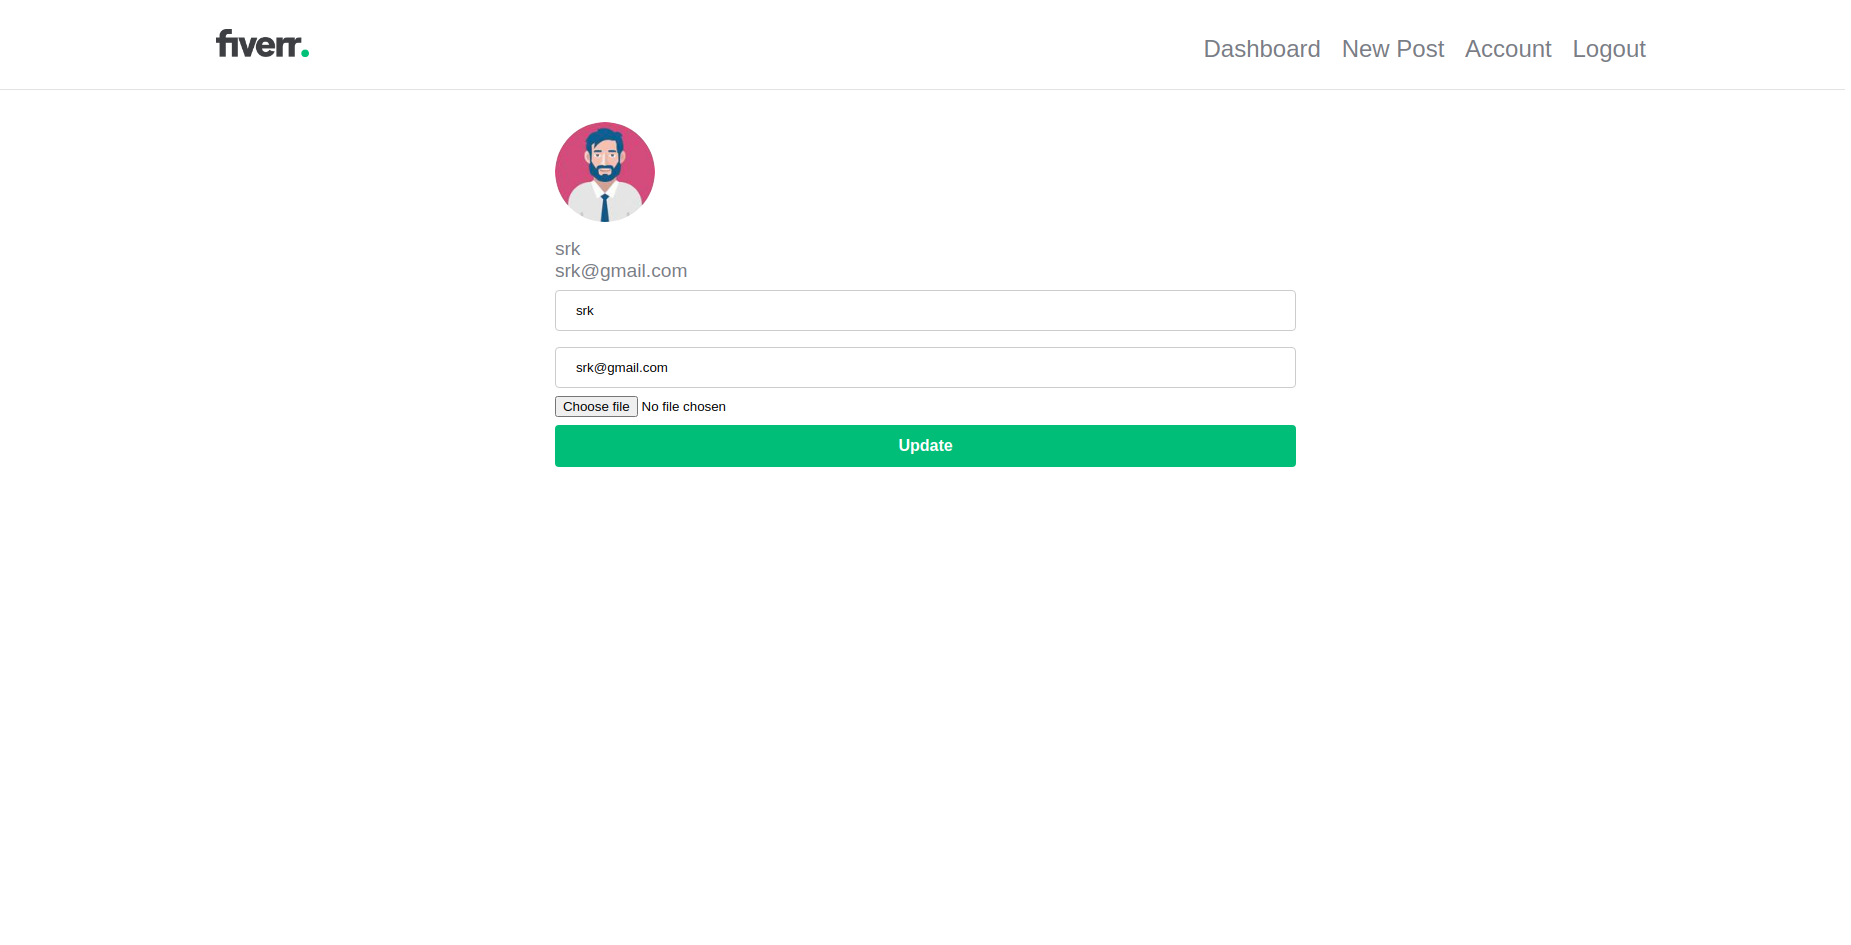 fiverr.
Dashboard New Post Account Logout
srk
srk@gmail.com
srk
srk@gmail.com
Choose file No file chosen
Update